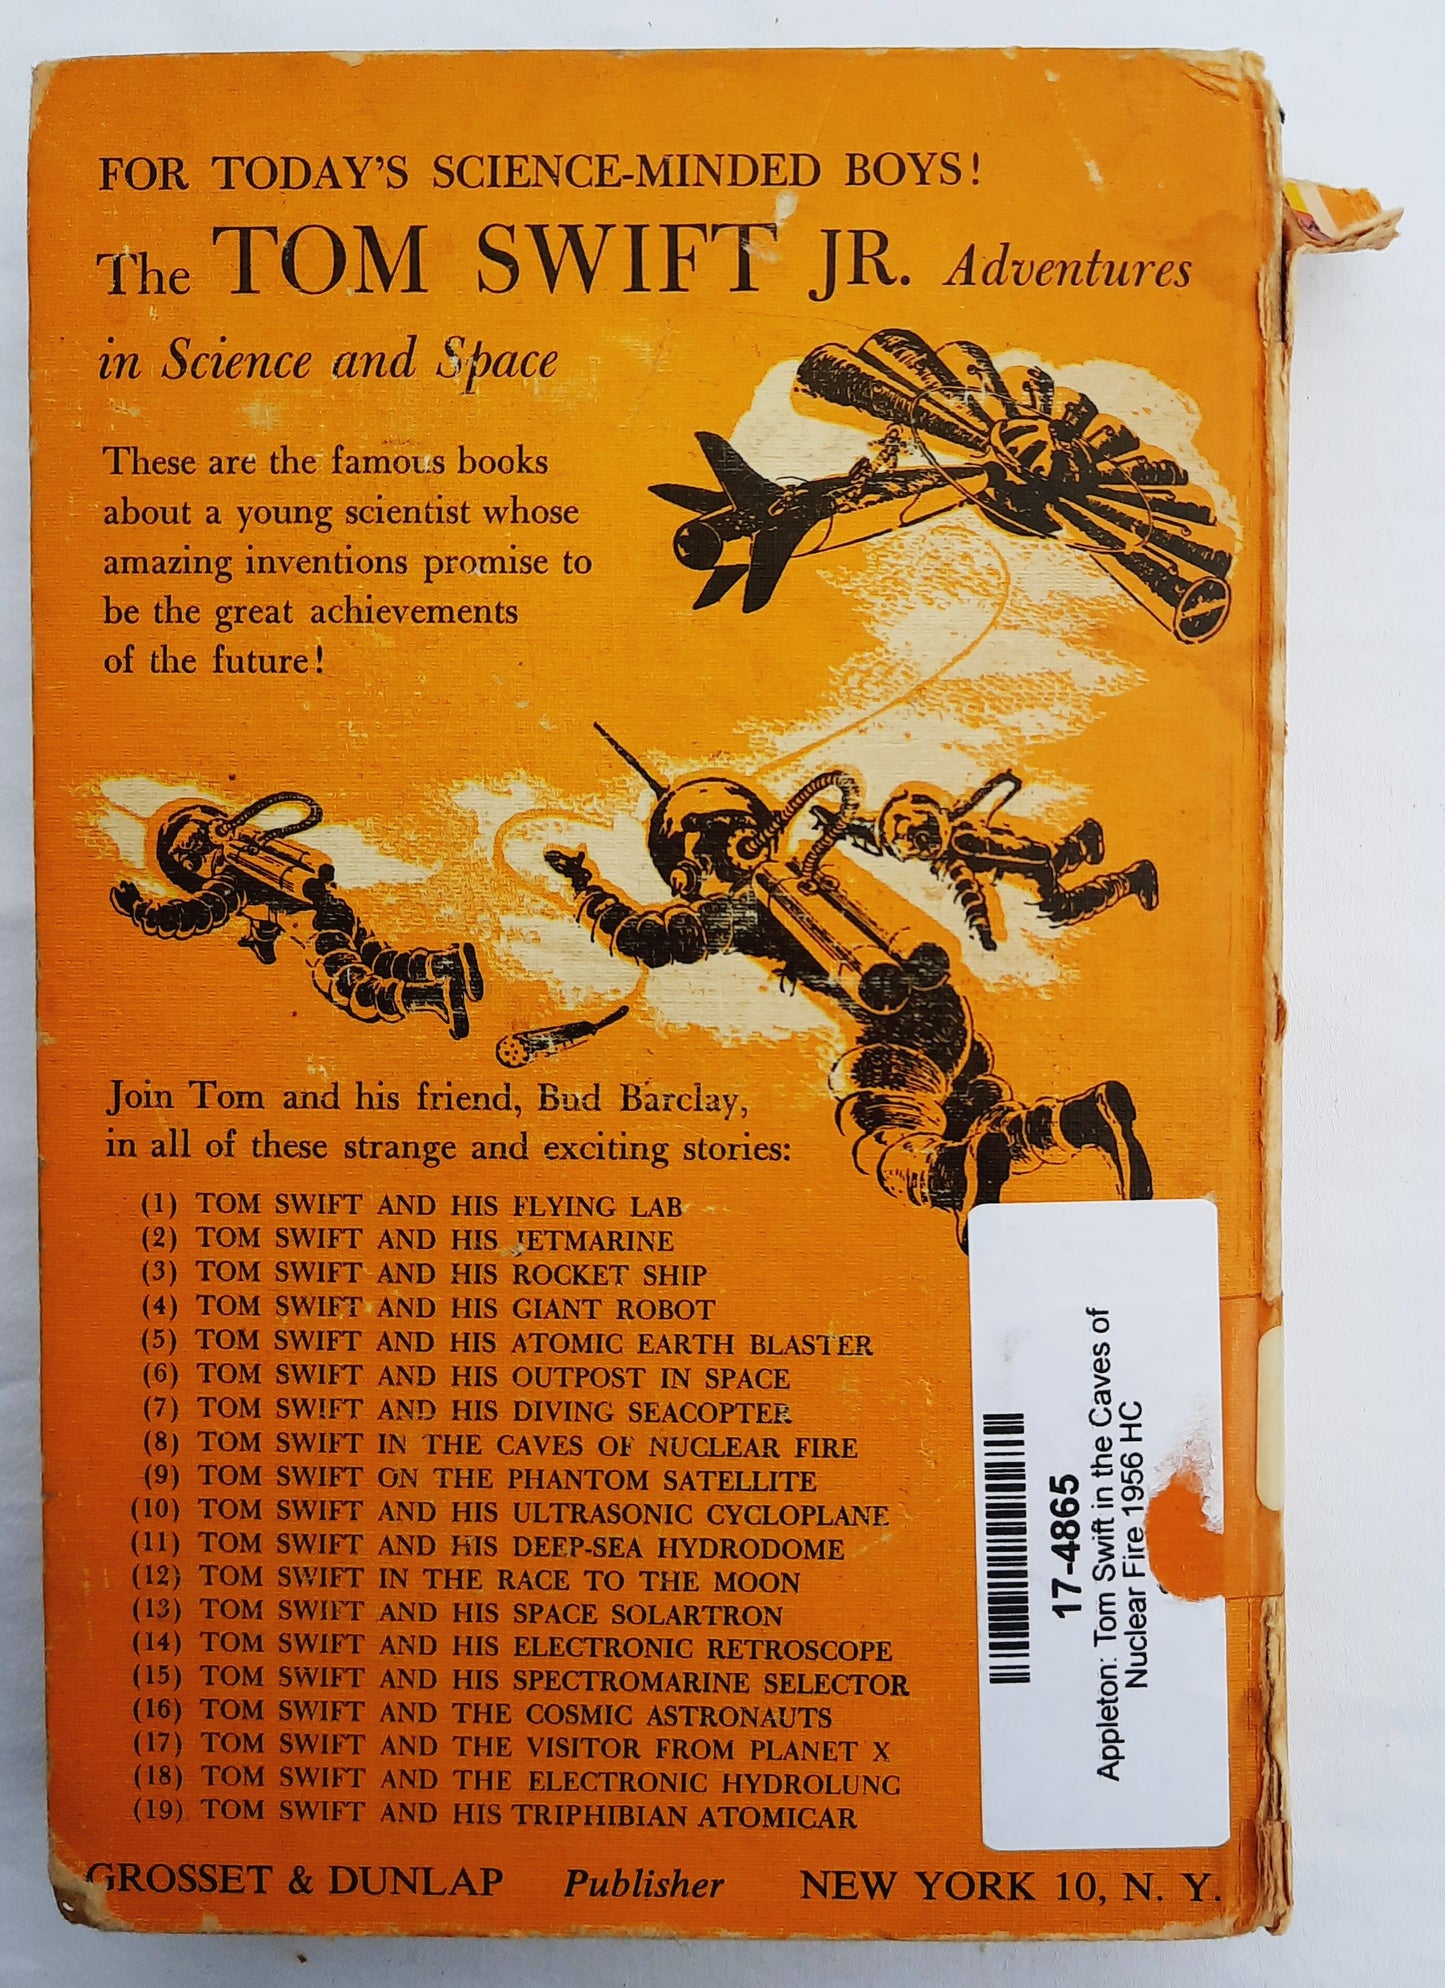 FOR TODAY'S SCIENCE-MINDED BOYS!
The TOM SWIFT JR. Adventures
in Science and Space
These are the famous books
about a young scientist whose
amazing inventions promise to
be the great achievements
of the future!
Join Tom and his friend, Bud Barclay,
in all of these strange and exciting stories:
(1) TOM SWIFT AND HIS FLYING LAB
(2) TOM SWIFT AND HIS JETMARINE
(3) TOM SWIFT AND HIS ROCKET SHIP
(4) TOM SWIFT AND HIS GIANT ROBOT
(5) TOM SWIFT AND HIS ATOMIC EARTH BLASTER
(6) TOM SWIFT AND HIS OUTPOST IN SPACE
(7) TOM SWIFT AND HIS DIVING SEACOPTER
(8) TOM SWIFT IN THE CAVES OF NUCLEAR FIRE
(9) TOM SWIFT ON THE PHANTOM SATELLITE
(10) TOM SWIFT AND HIS ULTRASONIC CYCLOPLANE
(11) TOM SWIFT AND HIS DEEP-SEA HYDRODOME
(12) TOM SWIFT IN THE RACE TO THE MOON
(13) TOM SWIFT AND HIS SPACE SOLARTRON
(14) TOM SWIFT AND HIS ELECTRONIC RETROSCOPE
(15) TOM SWIFT AND HIS SPECTROMARINE SELECTOR
(16) TOM SWIFT AND THE COSMIC ASTRONAUTS
(17) TOM SWIFT AND THE VISITOR FROM PLANET X
(18) TOM SWIFT AND THE ELECTRONIC HYDROLUNG
(19) TOM SWIFT AND HIS TRIPHIBIAN ATOMICAR
GROSSET & DUNLAP Publisher NEW YORK 10, N. Y.
17-4865
Appleton: Tom Swift in the Caves of
Nuclear Fire 1956 HC